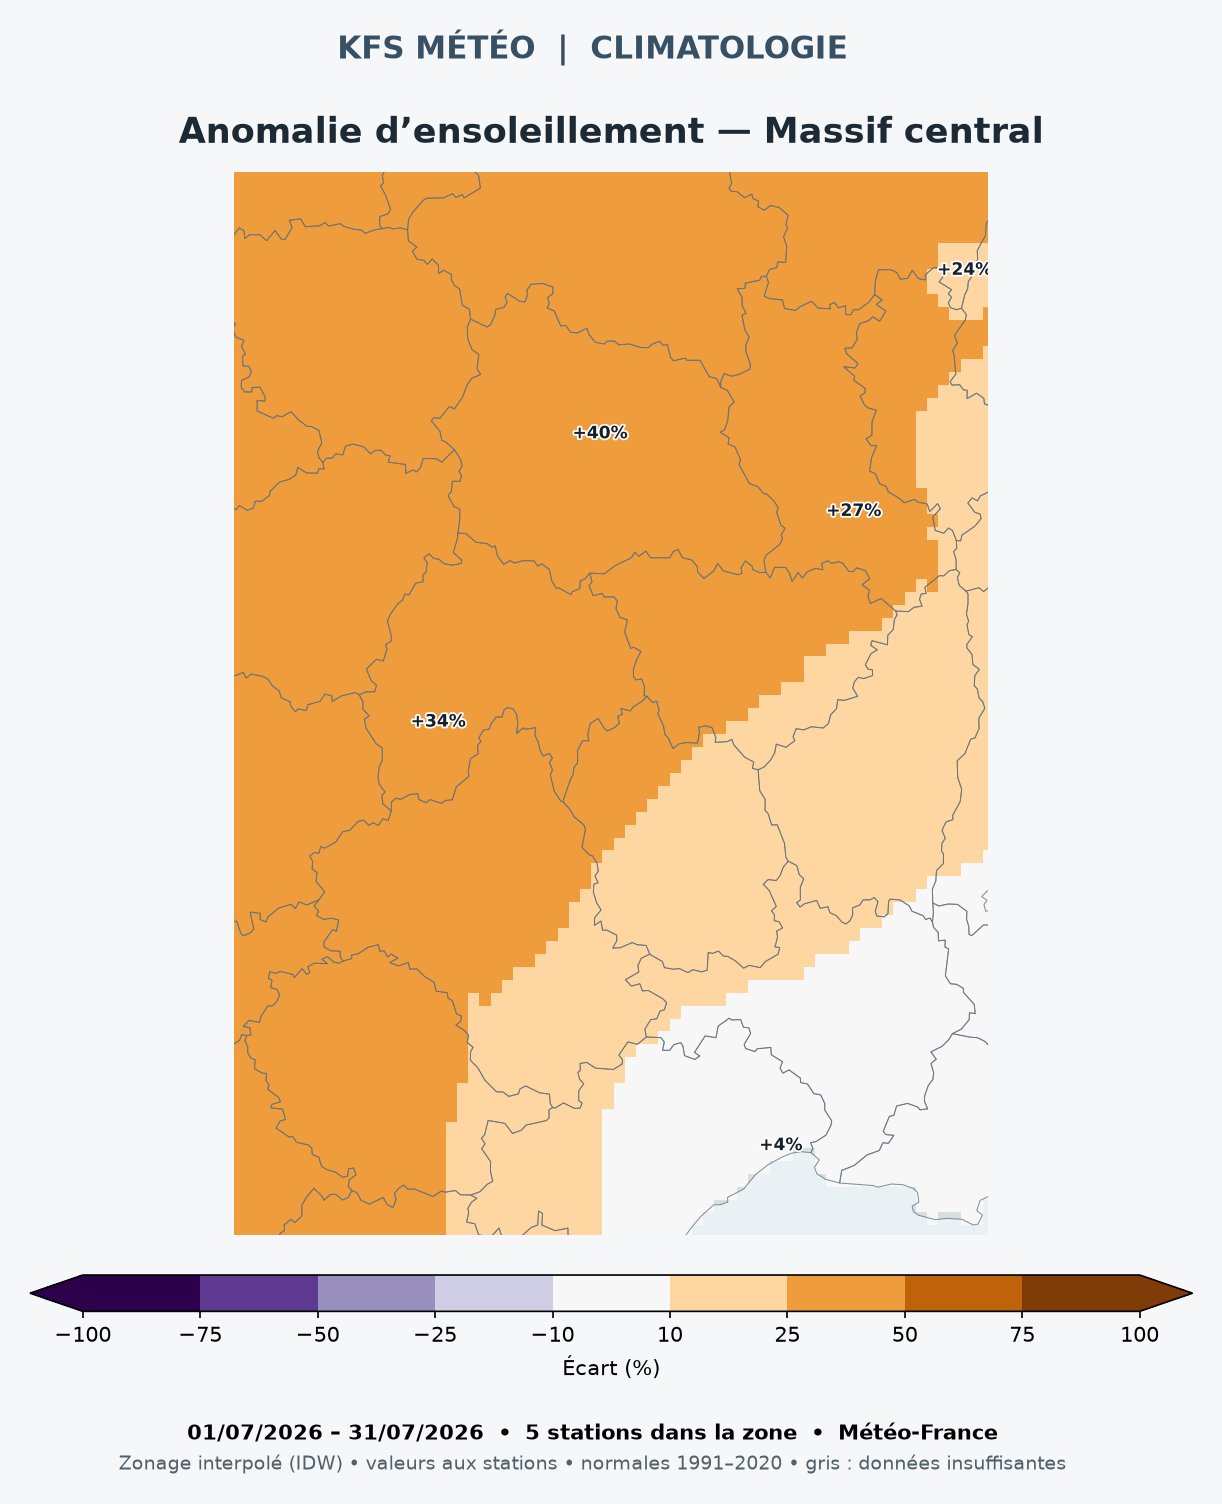 KFS MÉTÉO | CLIMATOLOGIE
Anomalie d’ensoleillement — Massif central
+24%
+40%
+27%
+34%
+4%
−100 −75 −50 −25 −10 10 25 50 75 100
Écart (%)
01/07/2026 – 31/07/2026 • 5 stations dans la zone • Météo-France
Zonage interpolé (IDW) • valeurs aux stations • normales 1991–2020 • gris : données insuffisantes